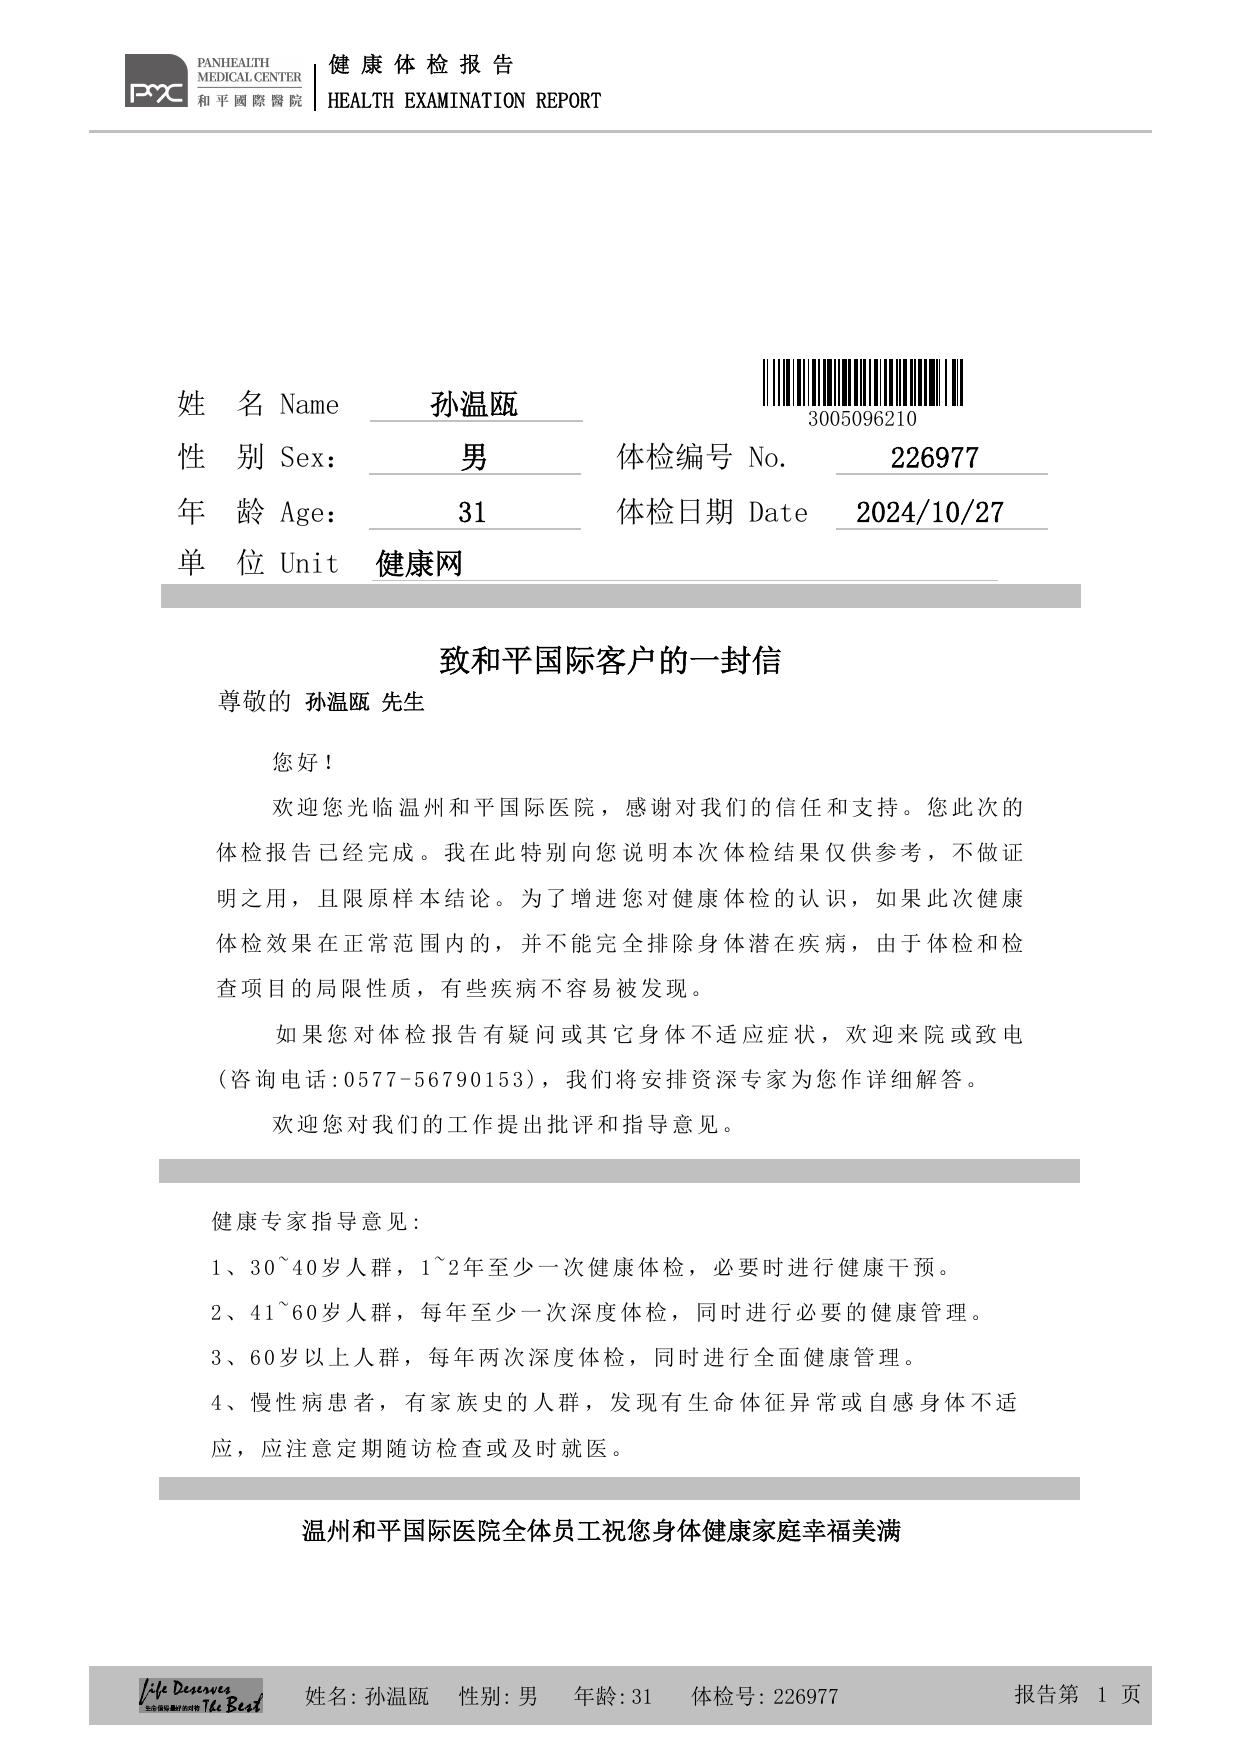 PMC
PANHEALTH
MEDICAL CENTER
和平國際醫院
健康体检报告
HEALTH EXAMINATION REPORT
3005096210
姓 名 Name 孙温瓯
性 别 Sex: 男 体检编号 No. 226977
年 龄 Age: 31 体检日期 Date 2024/10/27
单 位 Unit 健康网
致和平国际客户的一封信
尊敬的 孙温瓯 先生
您好!
欢迎您光临温州和平国际医院，感谢对我们的信任和支持。您此次的
体检报告已经完成。我在此特别向您说明本次体检结果仅供参考，不做证
明之用，且限原样本结论。为了增进您对健康体检的认识，如果此次健康
体检效果在正常范围内的，并不能完全排除身体潜在疾病，由于体检和检
查项目的局限性质，有些疾病不容易被发现。
如果您对体检报告有疑问或其它身体不适应症状，欢迎来院或致电
(咨询电话:0577-56790153)，我们将安排资深专家为您作详细解答。
欢迎您对我们的工作提出批评和指导意见。
健康专家指导意见:
1、30~40岁人群，1~2年至少一次健康体检，必要时进行健康干预。
2、41~60岁人群，每年至少一次深度体检，同时进行必要的健康管理。
3、60岁以上人群，每年两次深度体检，同时进行全面健康管理。
4、慢性病患者，有家族史的人群，发现有生命体征异常或自感身体不适
应，应注意定期随访检查或及时就医。
温州和平国际医院全体员工祝您身体健康家庭幸福美满
Life Deserves
生命值得最好的对待 The Best
姓名: 孙温瓯 性别: 男 年龄: 31 体检号: 226977 报告第 1 页